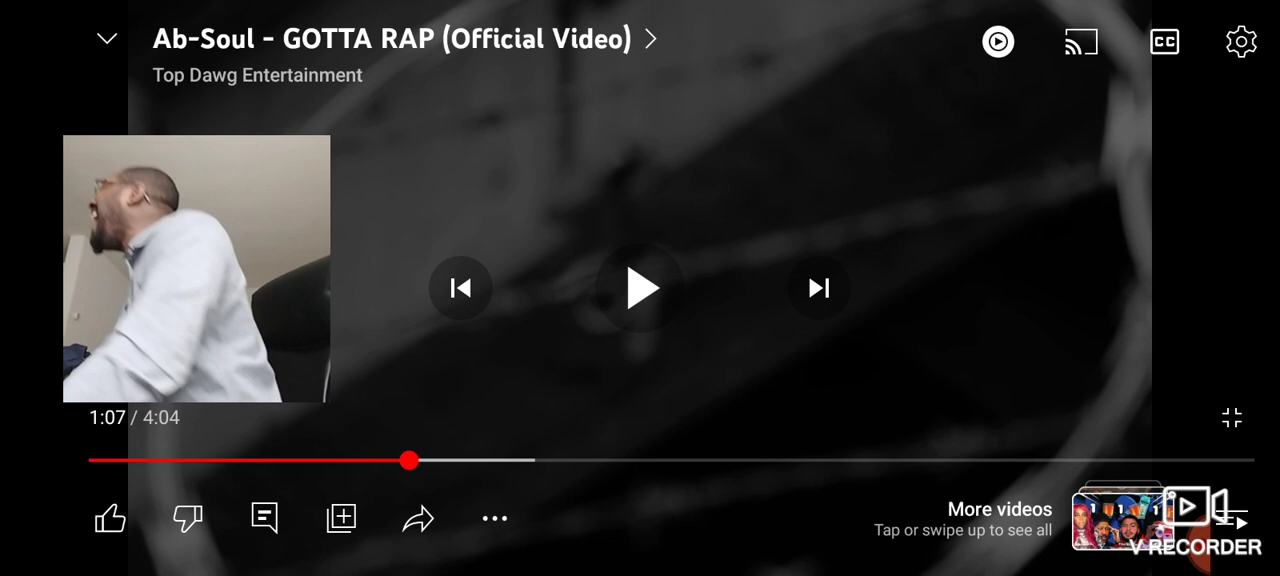 Ab-Soul - GOTTA RAP (Official Video)
Top Dawg Entertainment
CC
1:07 / 4:04
More videos
Tap or swipe up to see all
V RECORDER